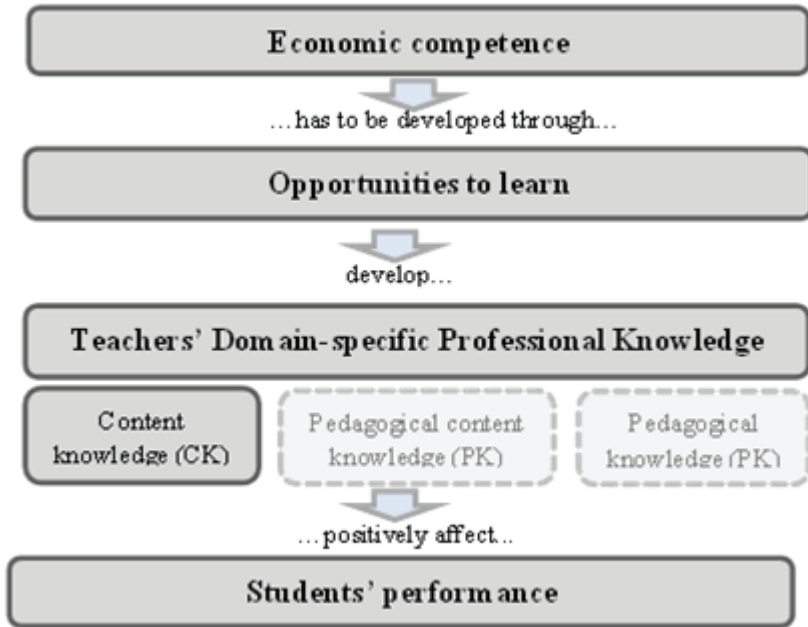 Economic competence
…has to be developed through…
Opportunities to learn
develop…
Teachers’ Domain-specific Professional Knowledge
Content
knowledge (CK)
Pedagogical content
knowledge (PK)
Pedagogical
knowledge (PK)
…positively affect...
Students’ performance